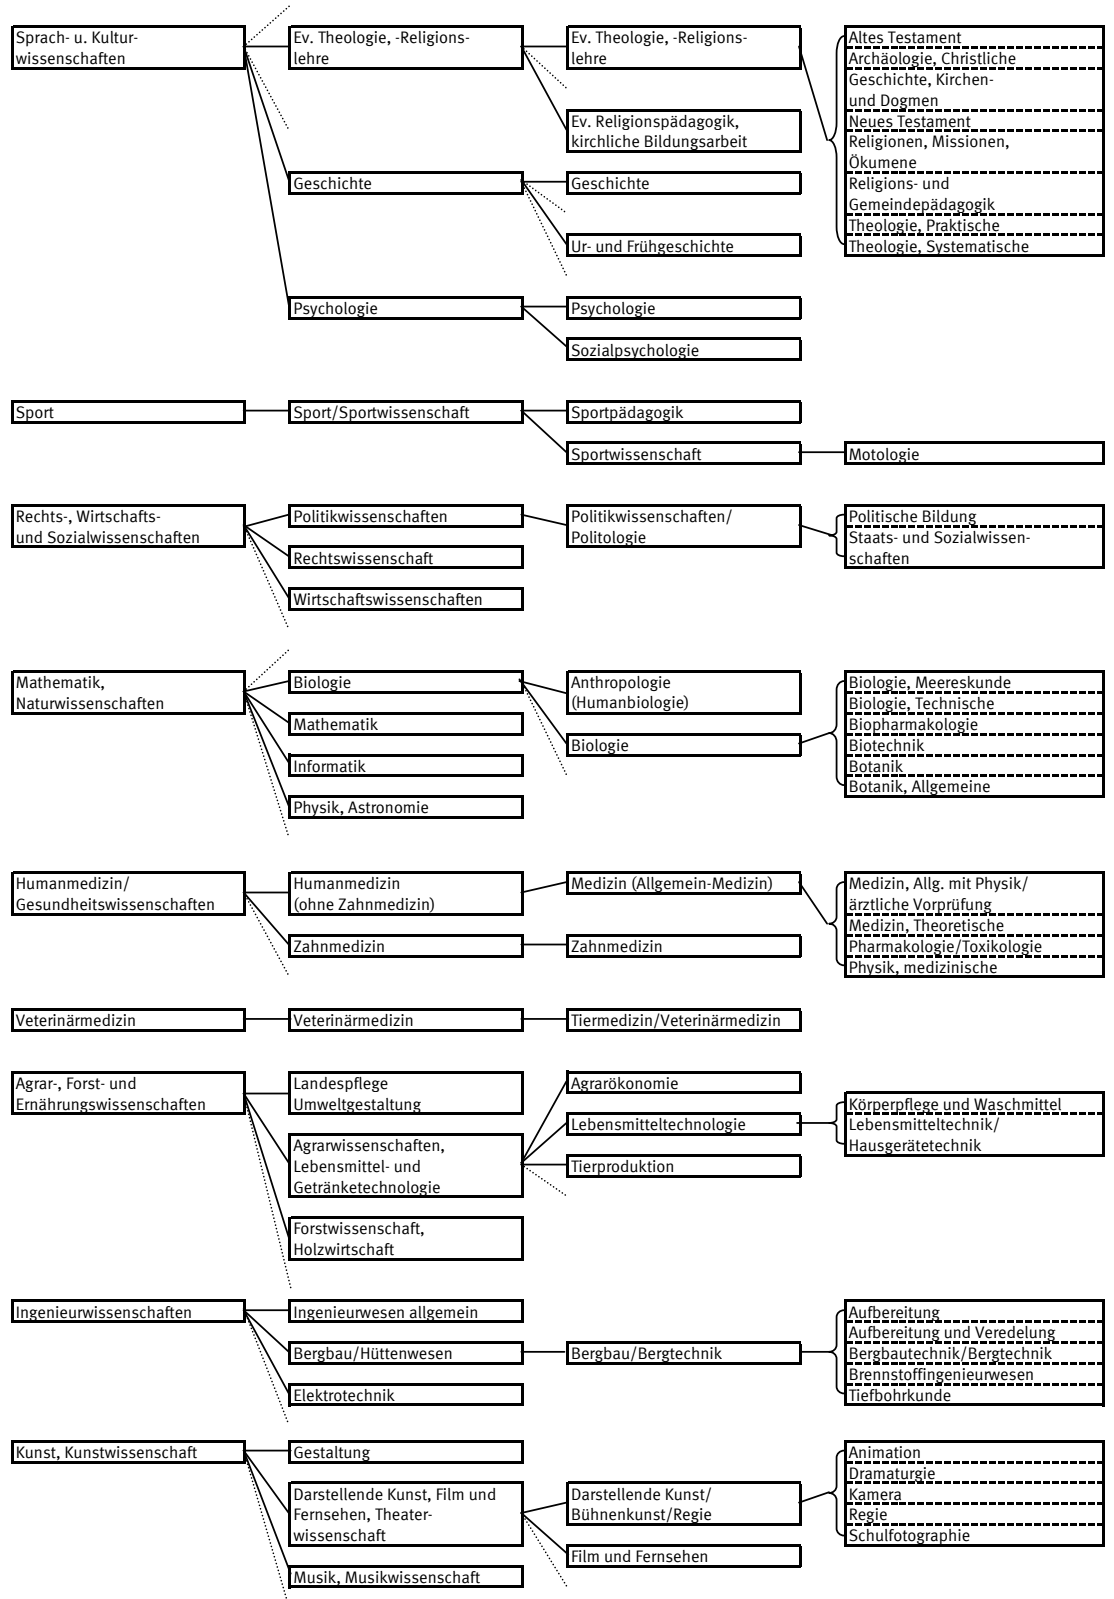 Sprach- u. Kultur-
wissenschaften
Ev. Theologie, -Religions-
lehre
Ev. Theologie, -Religions-
lehre
Altes Testament
Archäologie, Christliche
Geschichte, Kirchen-
und Dogmen
Neues Testament
Religionen, Missionen,
Ökumene
Religions- und
Gemeindepädagogik
Theologie, Praktische
Theologie, Systematische
Ev. Religionspädagogik,
kirchliche Bildungsarbeit
Geschichte
Geschichte
Ur- und Frühgeschichte
Psychologie
Psychologie
Sozialpsychologie
Sport
Sport/Sportwissenschaft
Sportpädagogik
Sportwissenschaft
Motologie
Rechts-, Wirtschafts-
und Sozialwissenschaften
Politikwissenschaften
Politikwissenschaften/
Politologie
Politische Bildung
Staats- und Sozialwissen-
schaften
Rechtswissenschaft
Wirtschaftswissenschaften
Mathematik,
Naturwissenschaften
Biologie
Anthropologie
(Humanbiologie)
Biologie
Biologie, Meereskunde
Biologie, Technische
Biopharmakologie
Biotechnik
Botanik
Botanik, Allgemeine
Mathematik
Informatik
Physik, Astronomie
Humanmedizin/
Gesundheitswissenschaften
Humanmedizin
(ohne Zahnmedizin)
Medizin (Allgemein-Medizin)
Medizin, Allg. mit Physik/
ärztliche Vorprüfung
Medizin, Theoretische
Pharmakologie/Toxikologie
Physik, medizinische
Zahnmedizin
Zahnmedizin
Veterinärmedizin
Veterinärmedizin
Tiermedizin/Veterinärmedizin
Agrar-, Forst- und
Ernährungswissenschaften
Landespflege
Umweltgestaltung
Agrarwissenschaften,
Lebensmittel- und
Getränketechnologie
Agrarökonomie
Lebensmitteltechnologie
Körperpflege und Waschmittel
Lebensmitteltechnik/
Hausgerätetechnik
Tierproduktion
Forstwissenschaft,
Holzwirtschaft
Ingenieurwissenschaften
Ingenieurwesen allgemein
Bergbau/Hüttenwesen
Bergbau/Bergtechnik
Aufbereitung
Aufbereitung und Veredelung
Bergbautechnik/Bergtechnik
Brennstoffingenieurwesen
Tiefbohrkunde
Elektrotechnik
Kunst, Kunstwissenschaft
Gestaltung
Darstellende Kunst, Film und
Fernsehen, Theater-
wissenschaft
Darstellende Kunst/
Bühnenkunst/Regie
Animation
Dramaturgie
Kamera
Regie
Schulfotographie
Film und Fernsehen
Musik, Musikwissenschaft